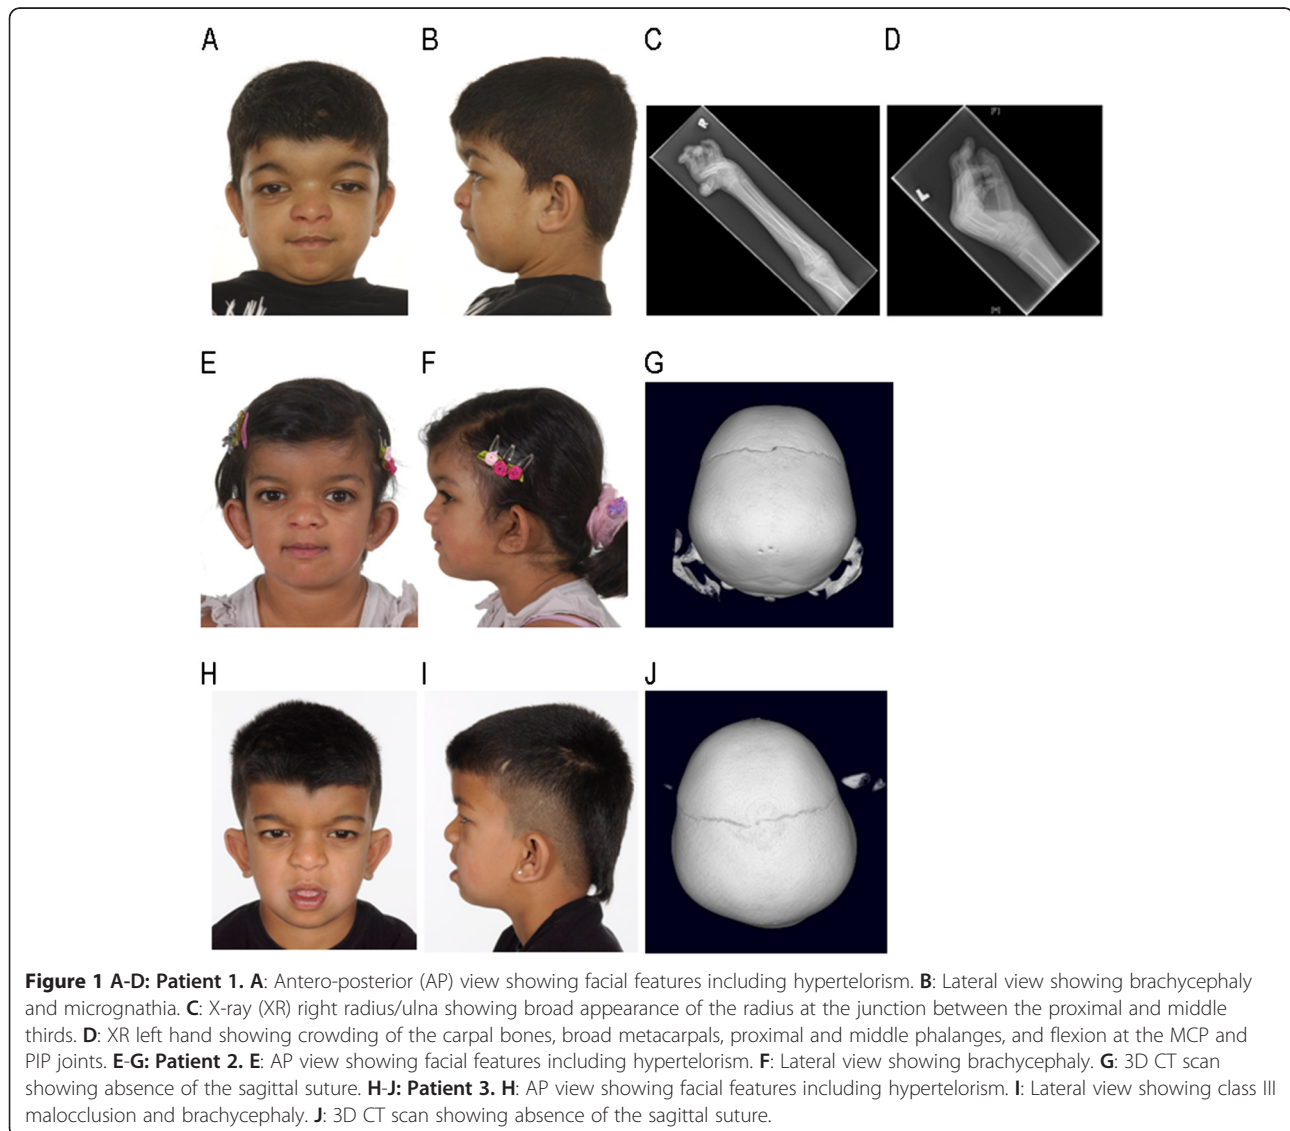 A B C D
R
[F]
L
[H]
E F G
H I J
Figure 1 A-D: Patient 1. A: Antero-posterior (AP) view showing facial features including hypertelorism. B: Lateral view showing brachycephaly
and micrognathia. C: X-ray (XR) right radius/ulna showing broad appearance of the radius at the junction between the proximal and middle
thirds. D: XR left hand showing crowding of the carpal bones, broad metacarpals, proximal and middle phalanges, and flexion at the MCP and
PIP joints. E-G: Patient 2. E: AP view showing facial features including hypertelorism. F: Lateral view showing brachycephaly. G: 3D CT scan
showing absence of the sagittal suture. H-J: Patient 3. H: AP view showing facial features including hypertelorism. I: Lateral view showing class III
malocclusion and brachycephaly. J: 3D CT scan showing absence of the sagittal suture.